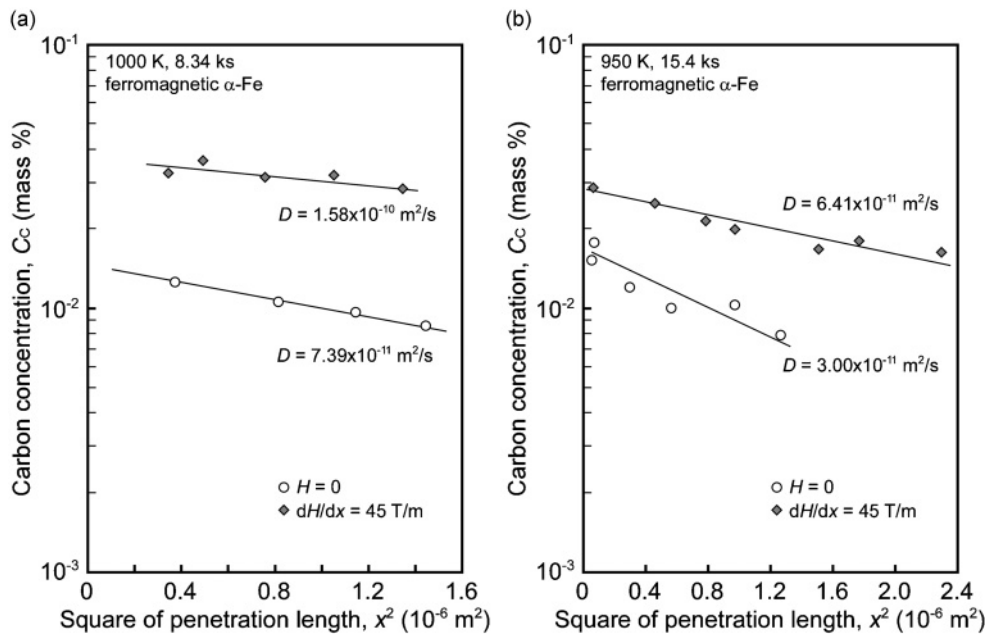 (a)
10⁻¹
1000 K, 8.34 ks
ferromagnetic α-Fe
D = 1.58x10⁻¹⁰ m²/s
10⁻²
D = 7.39x10⁻¹¹ m²/s
H = 0
dH/dx = 45 T/m
10⁻³
0 0.4 0.8 1.2 1.6
Square of penetration length, x² (10⁻⁶ m²)
Carbon concentration, Cc (mass %)
(b)
10⁻¹
950 K, 15.4 ks
ferromagnetic α-Fe
D = 6.41x10⁻¹¹ m²/s
10⁻²
D = 3.00x10⁻¹¹ m²/s
H = 0
dH/dx = 45 T/m
10⁻³
0 0.4 0.8 1.2 1.6 2.0 2.4
Square of penetration length, x² (10⁻⁶ m²)
Carbon concentration, Cc (mass %)